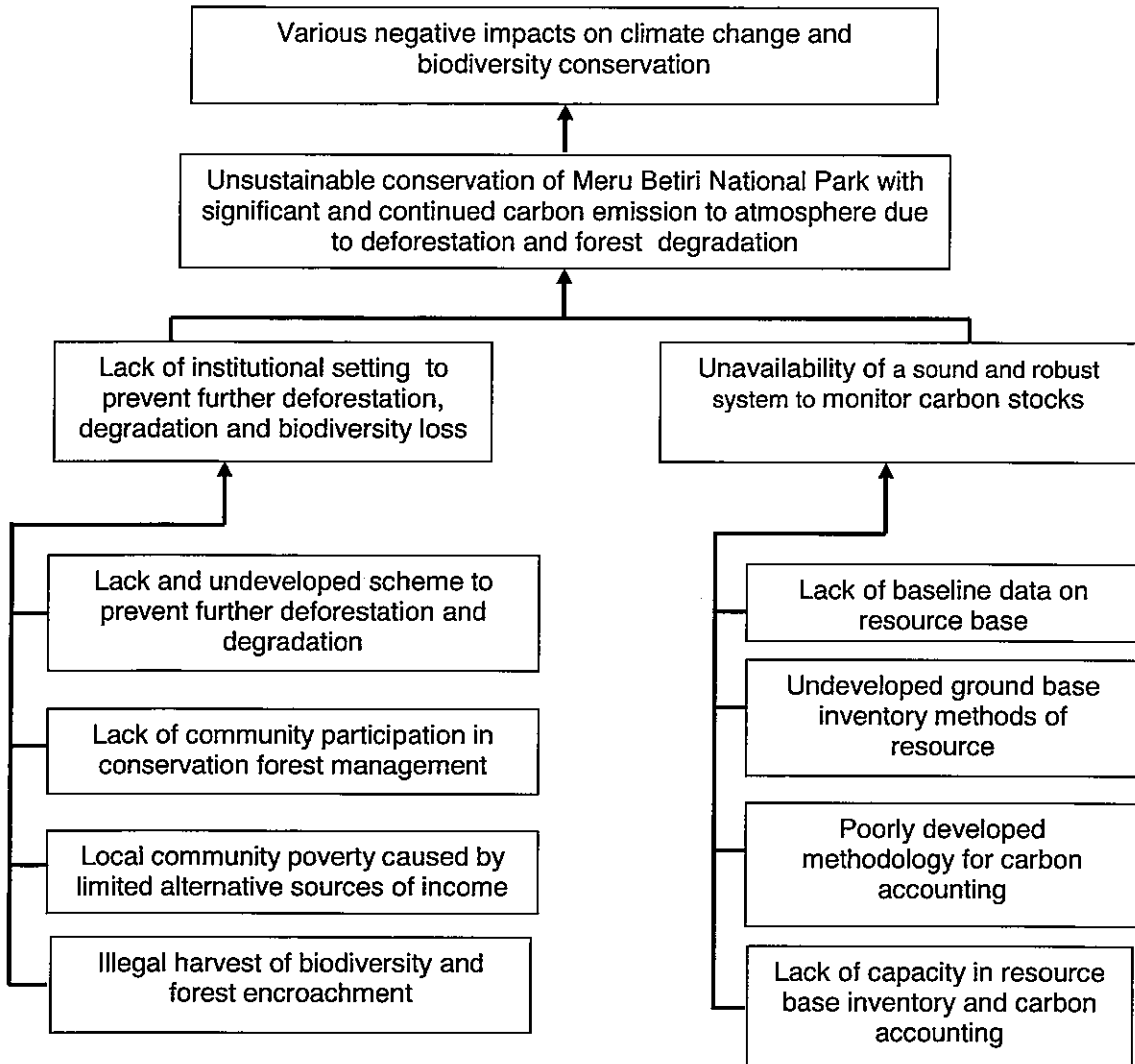 Various negative impacts on climate change and
biodiversity conservation
Unsustainable conservation of Meru Betiri National Park with
significant and continued carbon emission to atmosphere due
to deforestation and forest degradation
Lack of institutional setting to
prevent further deforestation,
degradation and biodiversity loss
Lack and undeveloped scheme to
prevent further deforestation and
degradation
Lack of community participation in
conservation forest management
Local community poverty caused by
limited alternative sources of income
Illegal harvest of biodiversity and
forest encroachment
Unavailability of a sound and robust
system to monitor carbon stocks
Lack of baseline data on
resource base
Undeveloped ground base
inventory methods of
resource
Poorly developed
methodology for carbon
accounting
Lack of capacity in resource
base inventory and carbon
accounting